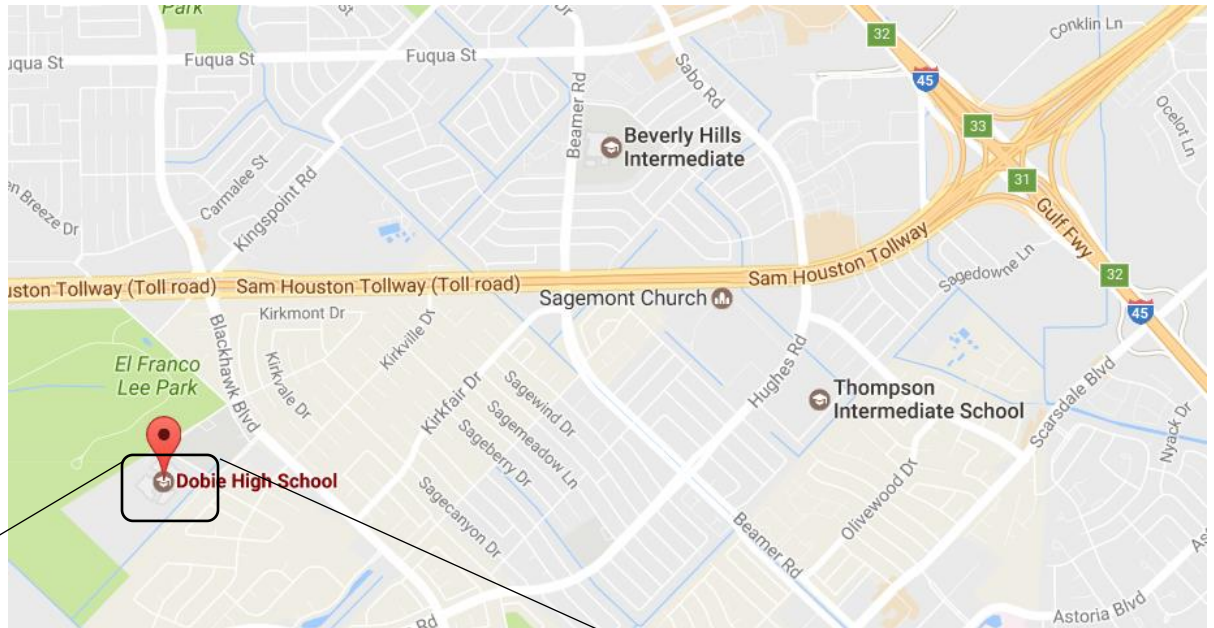 Park
St
Dr
32
Conklin Ln
uqua St
Fuqua St
Fuqua St
Sabo Rd
45
Beamer Rd
Ocelot Ln
33
Beverly Hills
Intermediate
Carmalee St
31
en Breeze Dr
Kingspoint Rd
Gulf Fwy
Sam Houston Tollway
Sagedowne Ln
32
uston Tollway (Toll road)
Sam Houston Tollway (Toll road)
Sagemont Church
45
Kirkmont Dr
Kirkville Dr
Blackhawk Blvd
Hughes Rd
El Franco
Lee Park
Kirkvale Dr
Kirkfair Dr
Sagewind Dr
Thompson
Intermediate School
Scarsdale Blvd
Sagemeadow Ln
Nyack Dr
Sageberry Dr
Dobie High School
Olivewood Dr
Sagecanyon Dr
Beamer Rd
As
Rd
Astoria Blvd